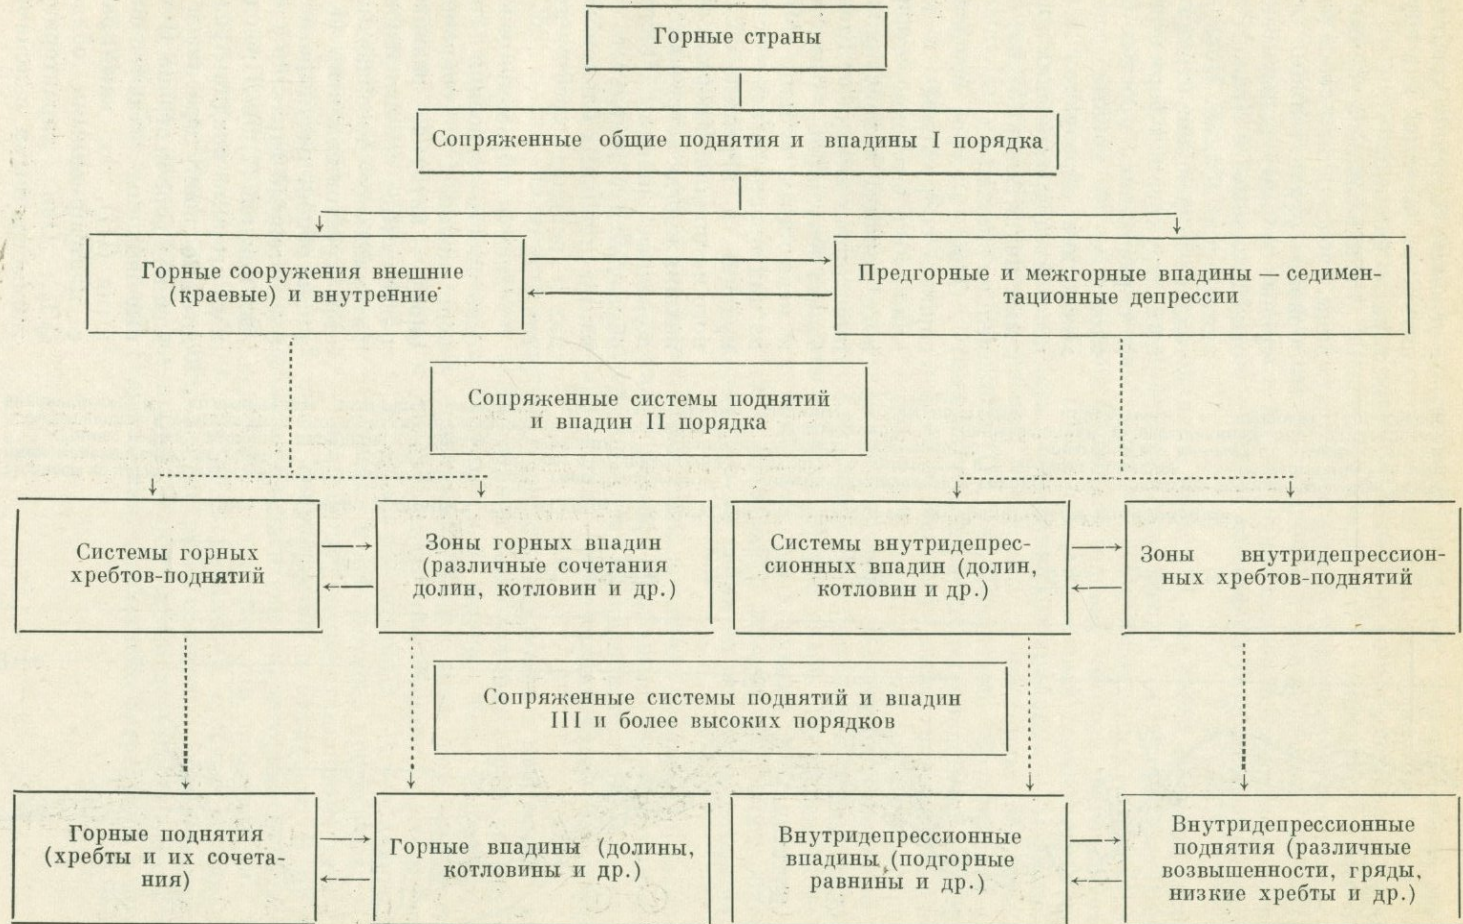 Горные страны
Сопряженные общие поднятия и впадины I порядка
Горные сооружения внешние
(краевые) и внутренние
Предгорные и межгорные впадины — седимен-
тационные депрессии
Сопряженные системы поднятий
и впадин II порядка
Системы горных
хребтов-поднятий
Зоны горных впадин
(различные сочетания
долин, котловин и др.)
Системы внутридепрес-
сионных впадин (долин,
котловин и др.)
Зоны внутридепрессион-
ных хребтов-поднятий
Сопряженные системы поднятий и впадин
III и более высоких порядков
Горные поднятия
(хребты и их сочета-
ния)
Горные впадины (долины,
котловины и др.)
Внутридепрессионные
впадины (подгорные
равнины и др.)
Внутридепрессионные
поднятия (различные
возвышенности, гряды,
низкие хребты и др.)